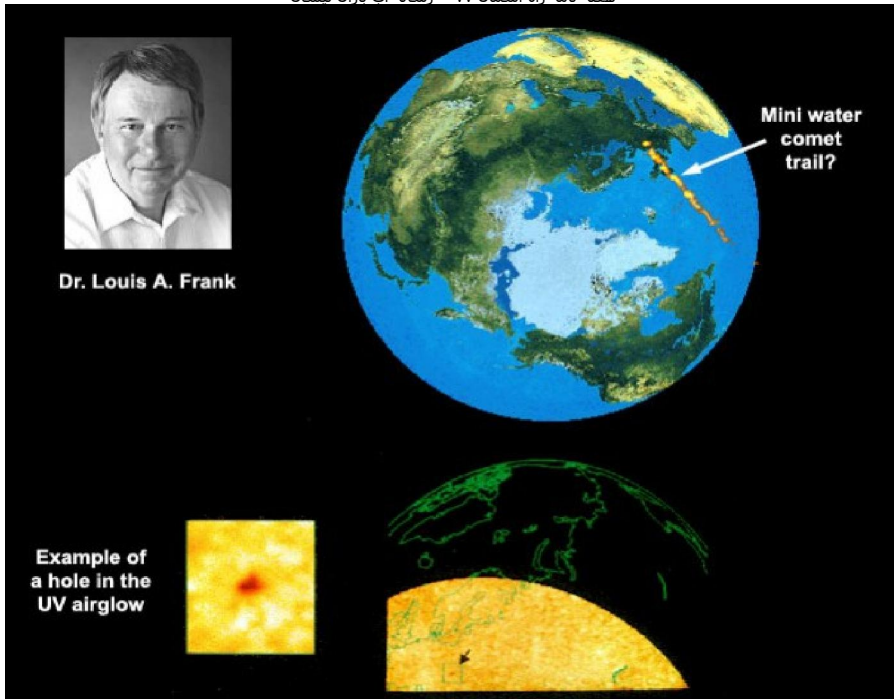 Mini water
comet
trail?
Dr. Louis A. Frank
Example of
a hole in the
UV airglow